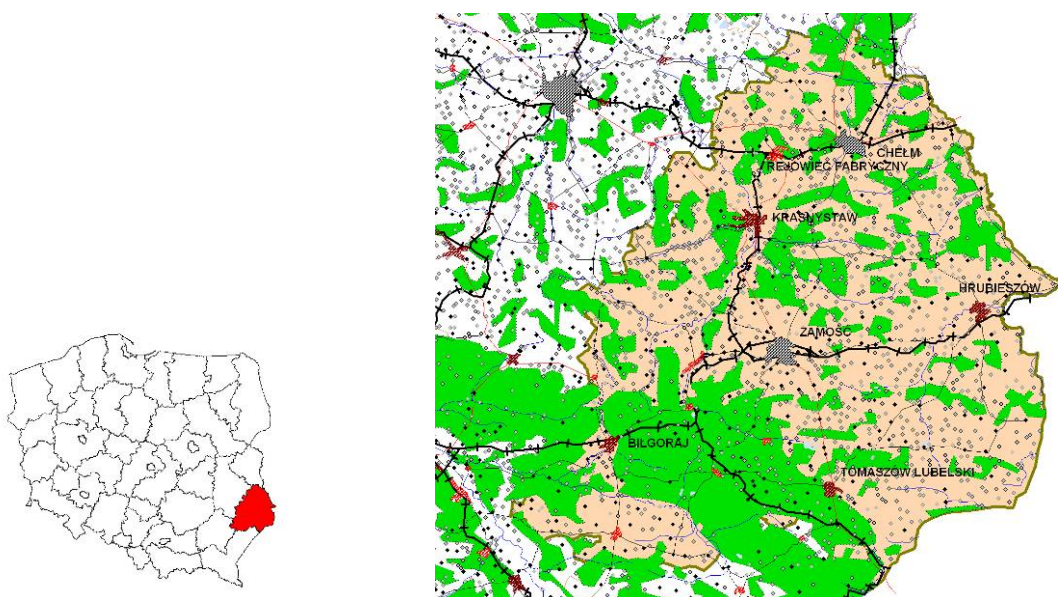 CHEŁM
REJOWIEC FABRYCZNY
KRASNYSTAW
HRUBIESZÓW
ZAMOŚĆ
BIŁGORAJ
TOMASZÓW LUBELSKI